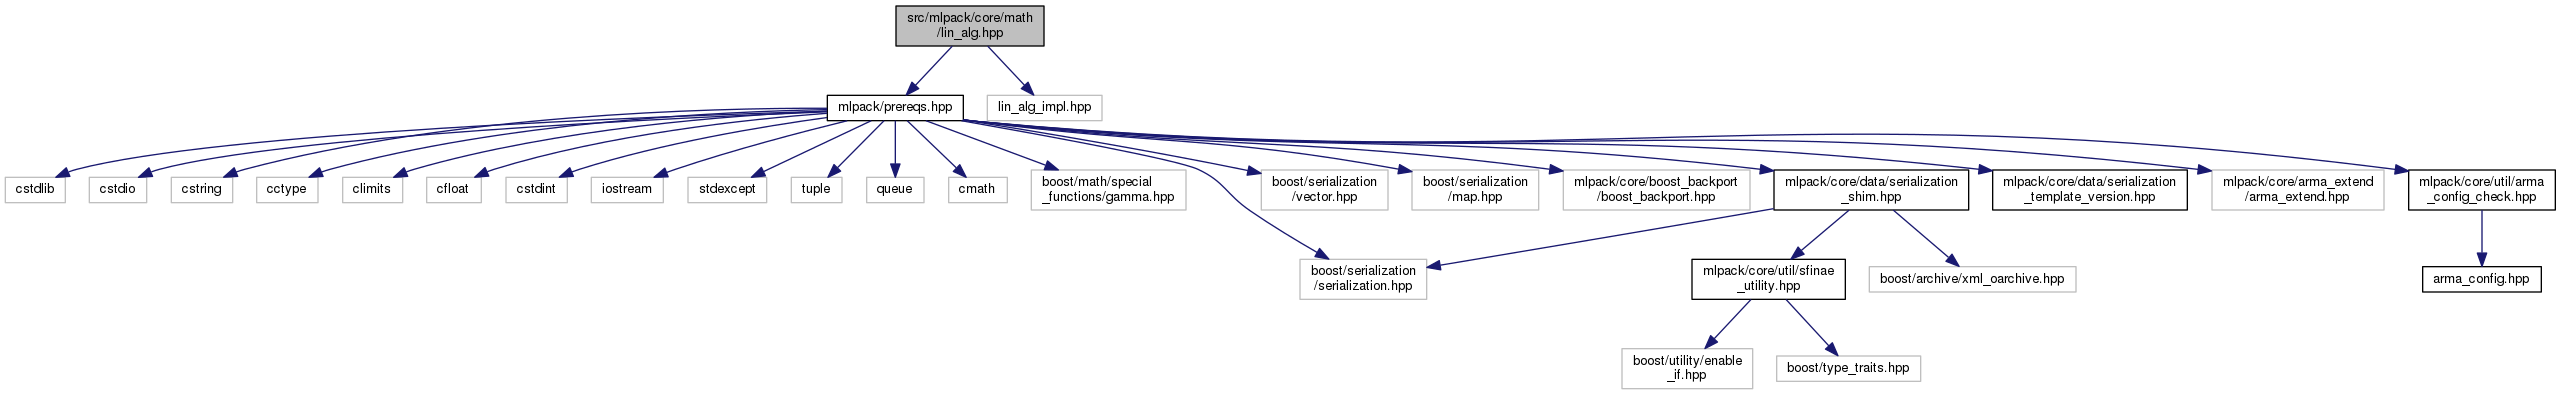 src/mlpack/core/math
/lin_alg.hpp
mlpack/prereqs.hpp
lin_alg_impl.hpp
cstdlib
cstdio
cstring
cctype
climits
cfloat
cstdint
iostream
stdexcept
tuple
queue
cmath
boost/math/special
_functions/gamma.hpp
boost/serialization
/vector.hpp
boost/serialization
/map.hpp
mlpack/core/boost_backport
/boost_backport.hpp
mlpack/core/data/serialization
_shim.hpp
mlpack/core/data/serialization
_template_version.hpp
mlpack/core/arma_extend
/arma_extend.hpp
mlpack/core/util/arma
_config_check.hpp
boost/serialization
/serialization.hpp
mlpack/core/util/sfinae
_utility.hpp
boost/archive/xml_oarchive.hpp
arma_config.hpp
boost/utility/enable
_if.hpp
boost/type_traits.hpp